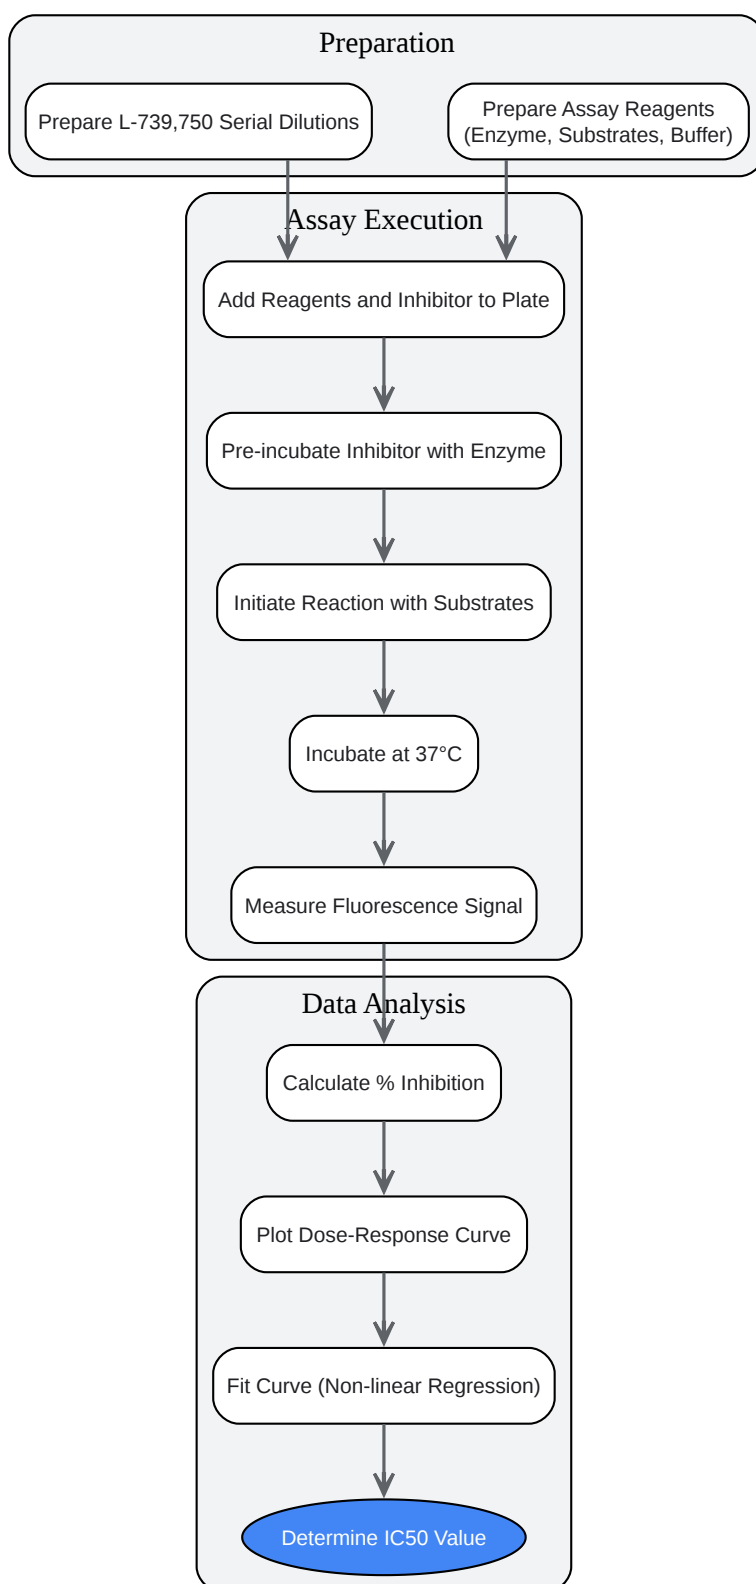 Preparation
Prepare L-739,750 Serial Dilutions
Prepare Assay Reagents
(Enzyme, Substrates, Buffer)
Assay Execution
Add Reagents and Inhibitor to Plate
Pre-incubate Inhibitor with Enzyme
Initiate Reaction with Substrates
Incubate at 37°C
Measure Fluorescence Signal
Data Analysis
Calculate % Inhibition
Plot Dose-Response Curve
Fit Curve (Non-linear Regression)
Determine IC50 Value